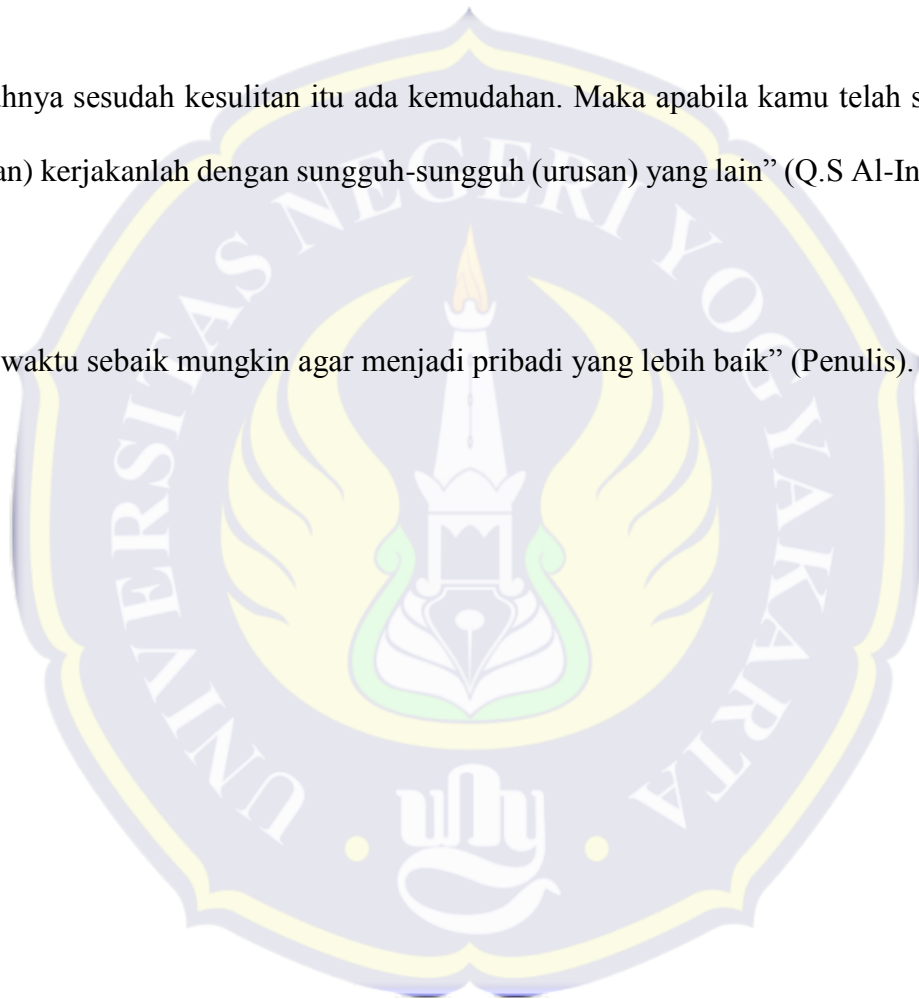 hnya sesudah kesulitan itu ada kemudahan. Maka apabila kamu telah s
an) kerjakanlah dengan sungguh-sungguh (urusan) yang lain” (Q.S Al-In
waktu sebaik mungkin agar menjadi pribadi yang lebih baik” (Penulis).
UNIVERSITAS NEGERI YOGYAKARTA
uny